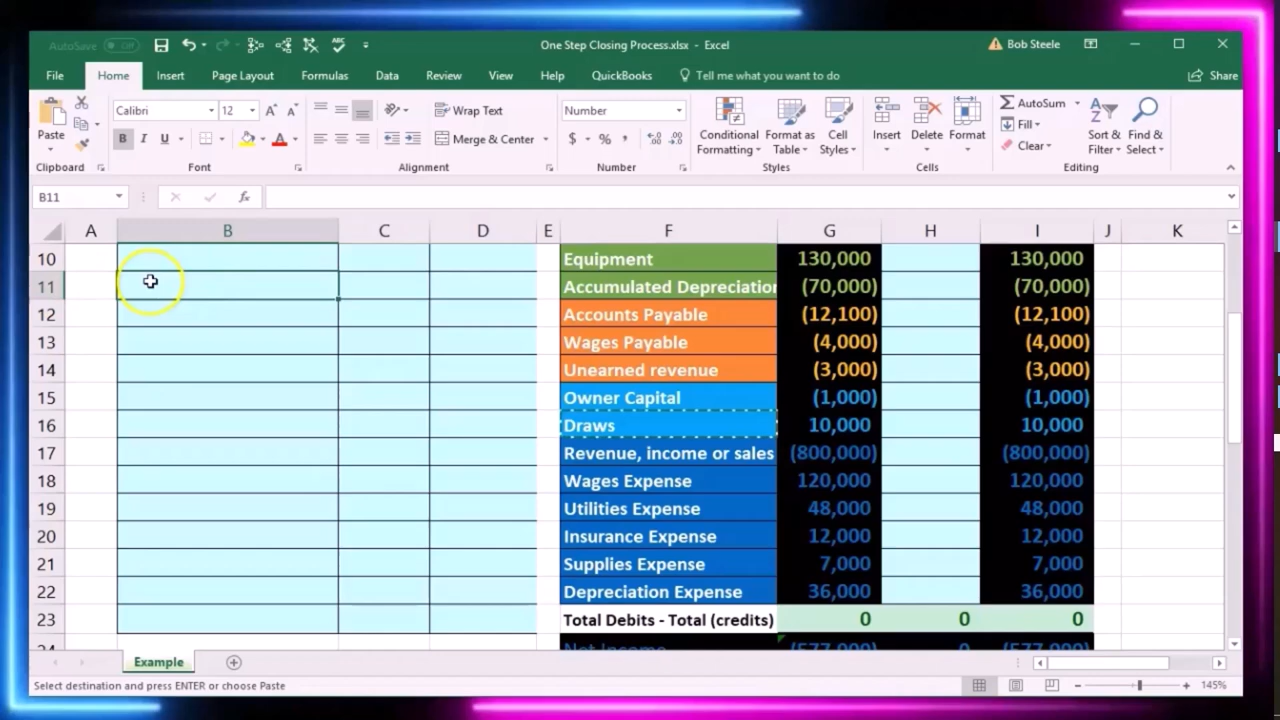 AutoSave Off
One Step Closing Process.xlsx - Excel
Bob Steele
File Home Insert Page Layout Formulas Data Review View Help QuickBooks Tell me what you want to do Share
Paste
Calibri 12
Wrap Text
Number
Conditional Formatting
Format as Table
Cell Styles
Insert
Delete
Format
AutoSum
Fill
Clear
Sort & Filter
Find & Select
B I U
Merge & Center
$ % ,
Clipboard Font Alignment Number Styles Cells Editing
B11 fx
A B C D E F G H I J K
10 Equipment 130,000 130,000
11 Accumulated Depreciation (70,000) (70,000)
12 Accounts Payable (12,100) (12,100)
13 Wages Payable (4,000) (4,000)
14 Unearned revenue (3,000) (3,000)
15 Owner Capital (1,000) (1,000)
16 Draws 10,000 10,000
17 Revenue, income or sales (800,000) (800,000)
18 Wages Expense 120,000 120,000
19 Utilities Expense 48,000 48,000
20 Insurance Expense 12,000 12,000
21 Supplies Expense 7,000 7,000
22 Depreciation Expense 36,000 36,000
23 Total Debits - Total (credits) 0 0 0
24 Net Income (577,000) 0 (577,000)
Example
Select destination and press ENTER or choose Paste
145%